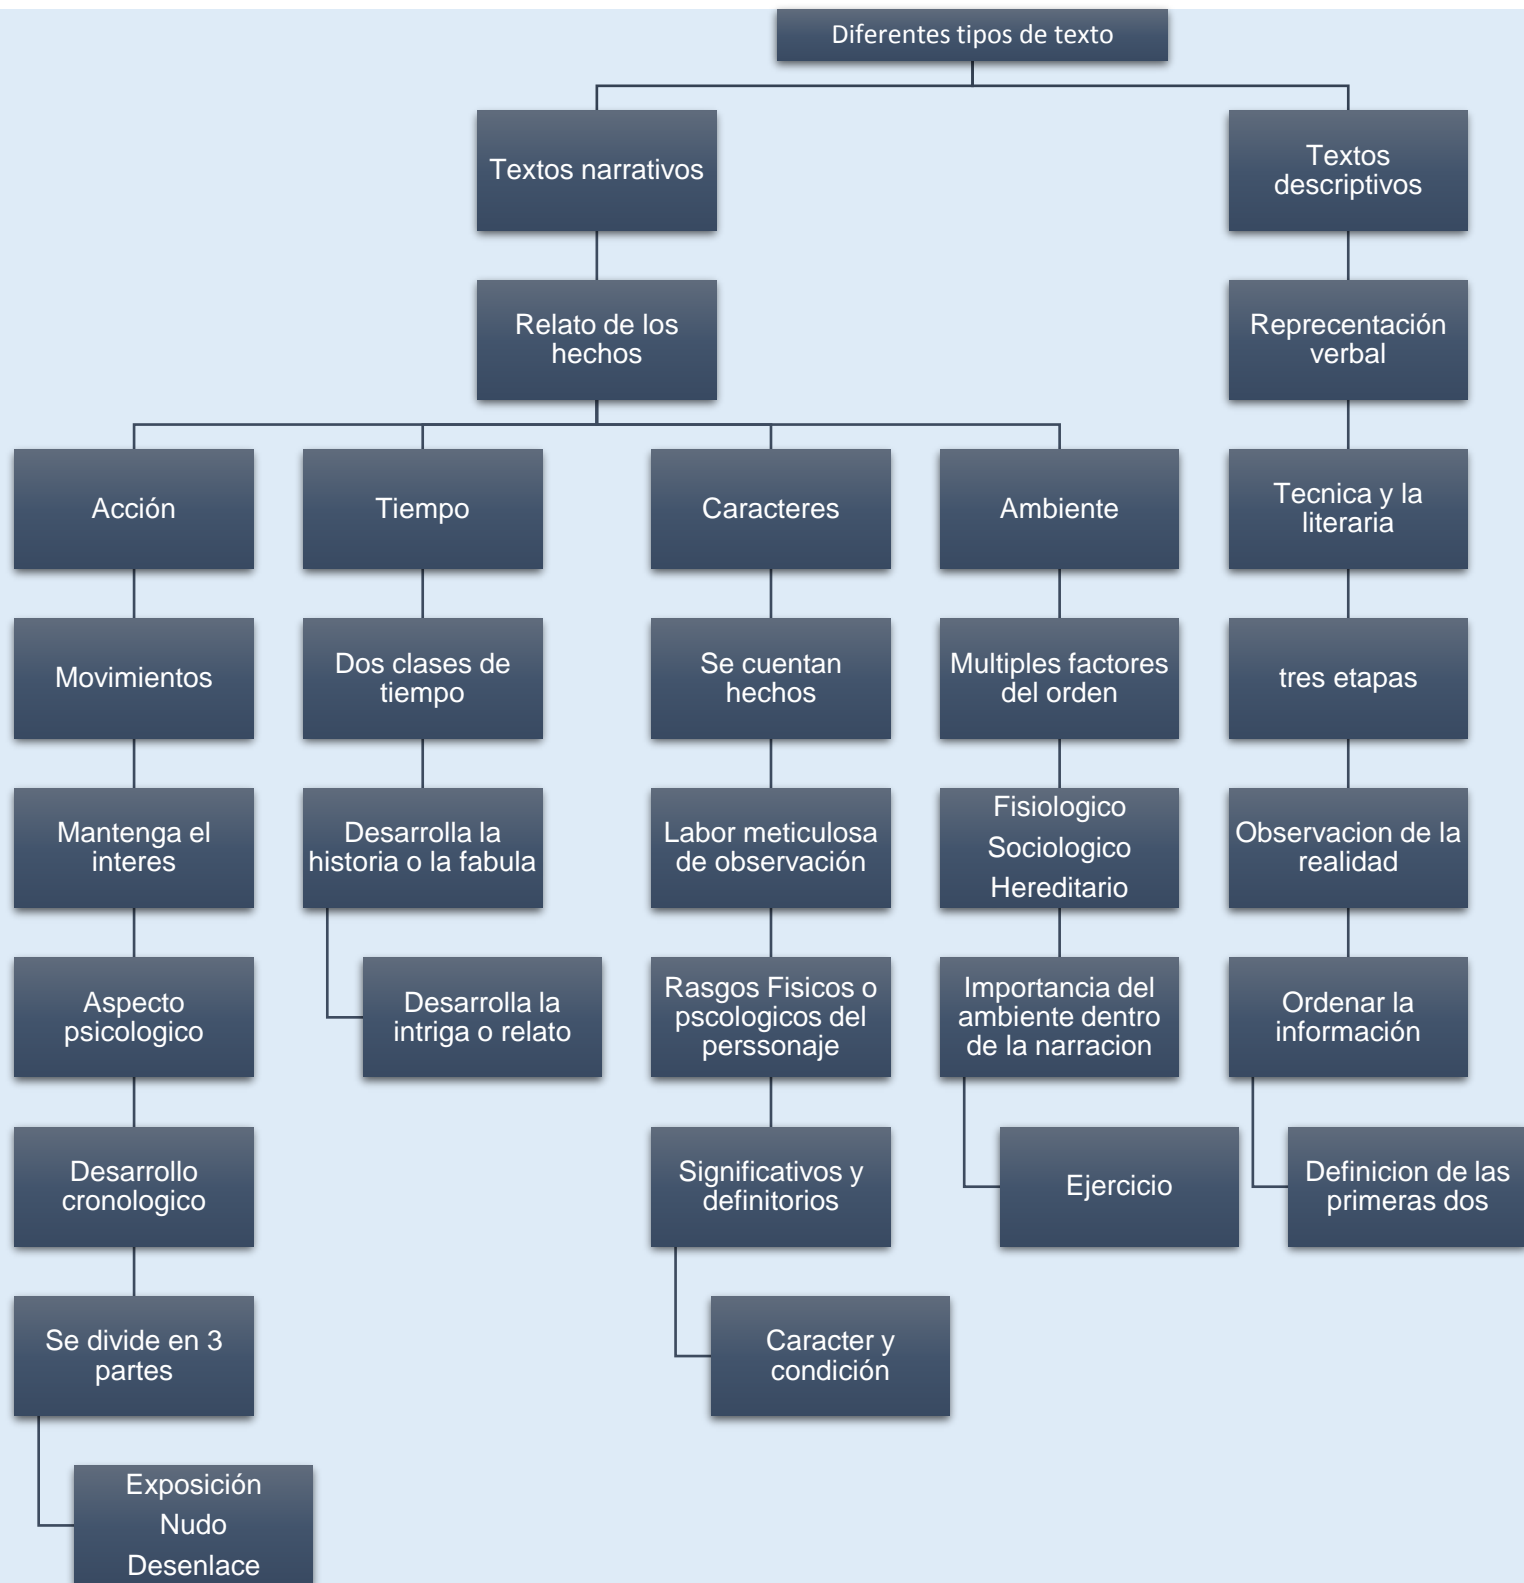 Diferentes tipos de texto
Textos narrativos
Textos
descriptivos
Relato de los
hechos
Reprecentación
verbal
Acción
Tiempo
Caracteres
Ambiente
Tecnica y la
literaria
Movimientos
Dos clases de
tiempo
Se cuentan
hechos
Multiples factores
del orden
tres etapas
Mantenga el
interes
Desarrolla la
historia o la fabula
Labor meticulosa
de observación
Fisiologico
Sociologico
Hereditario
Observacion de la
realidad
Aspecto
psicologico
Desarrolla la
intriga o relato
Rasgos Fisicos o
pscologicos del
perssonaje
Importancia del
ambiente dentro
de la narracion
Ordenar la
información
Desarrollo
cronologico
Significativos y
definitorios
Ejercicio
Definicion de las
primeras dos
Se divide en 3
partes
Caracter y
condición
Exposición
Nudo
Desenlace